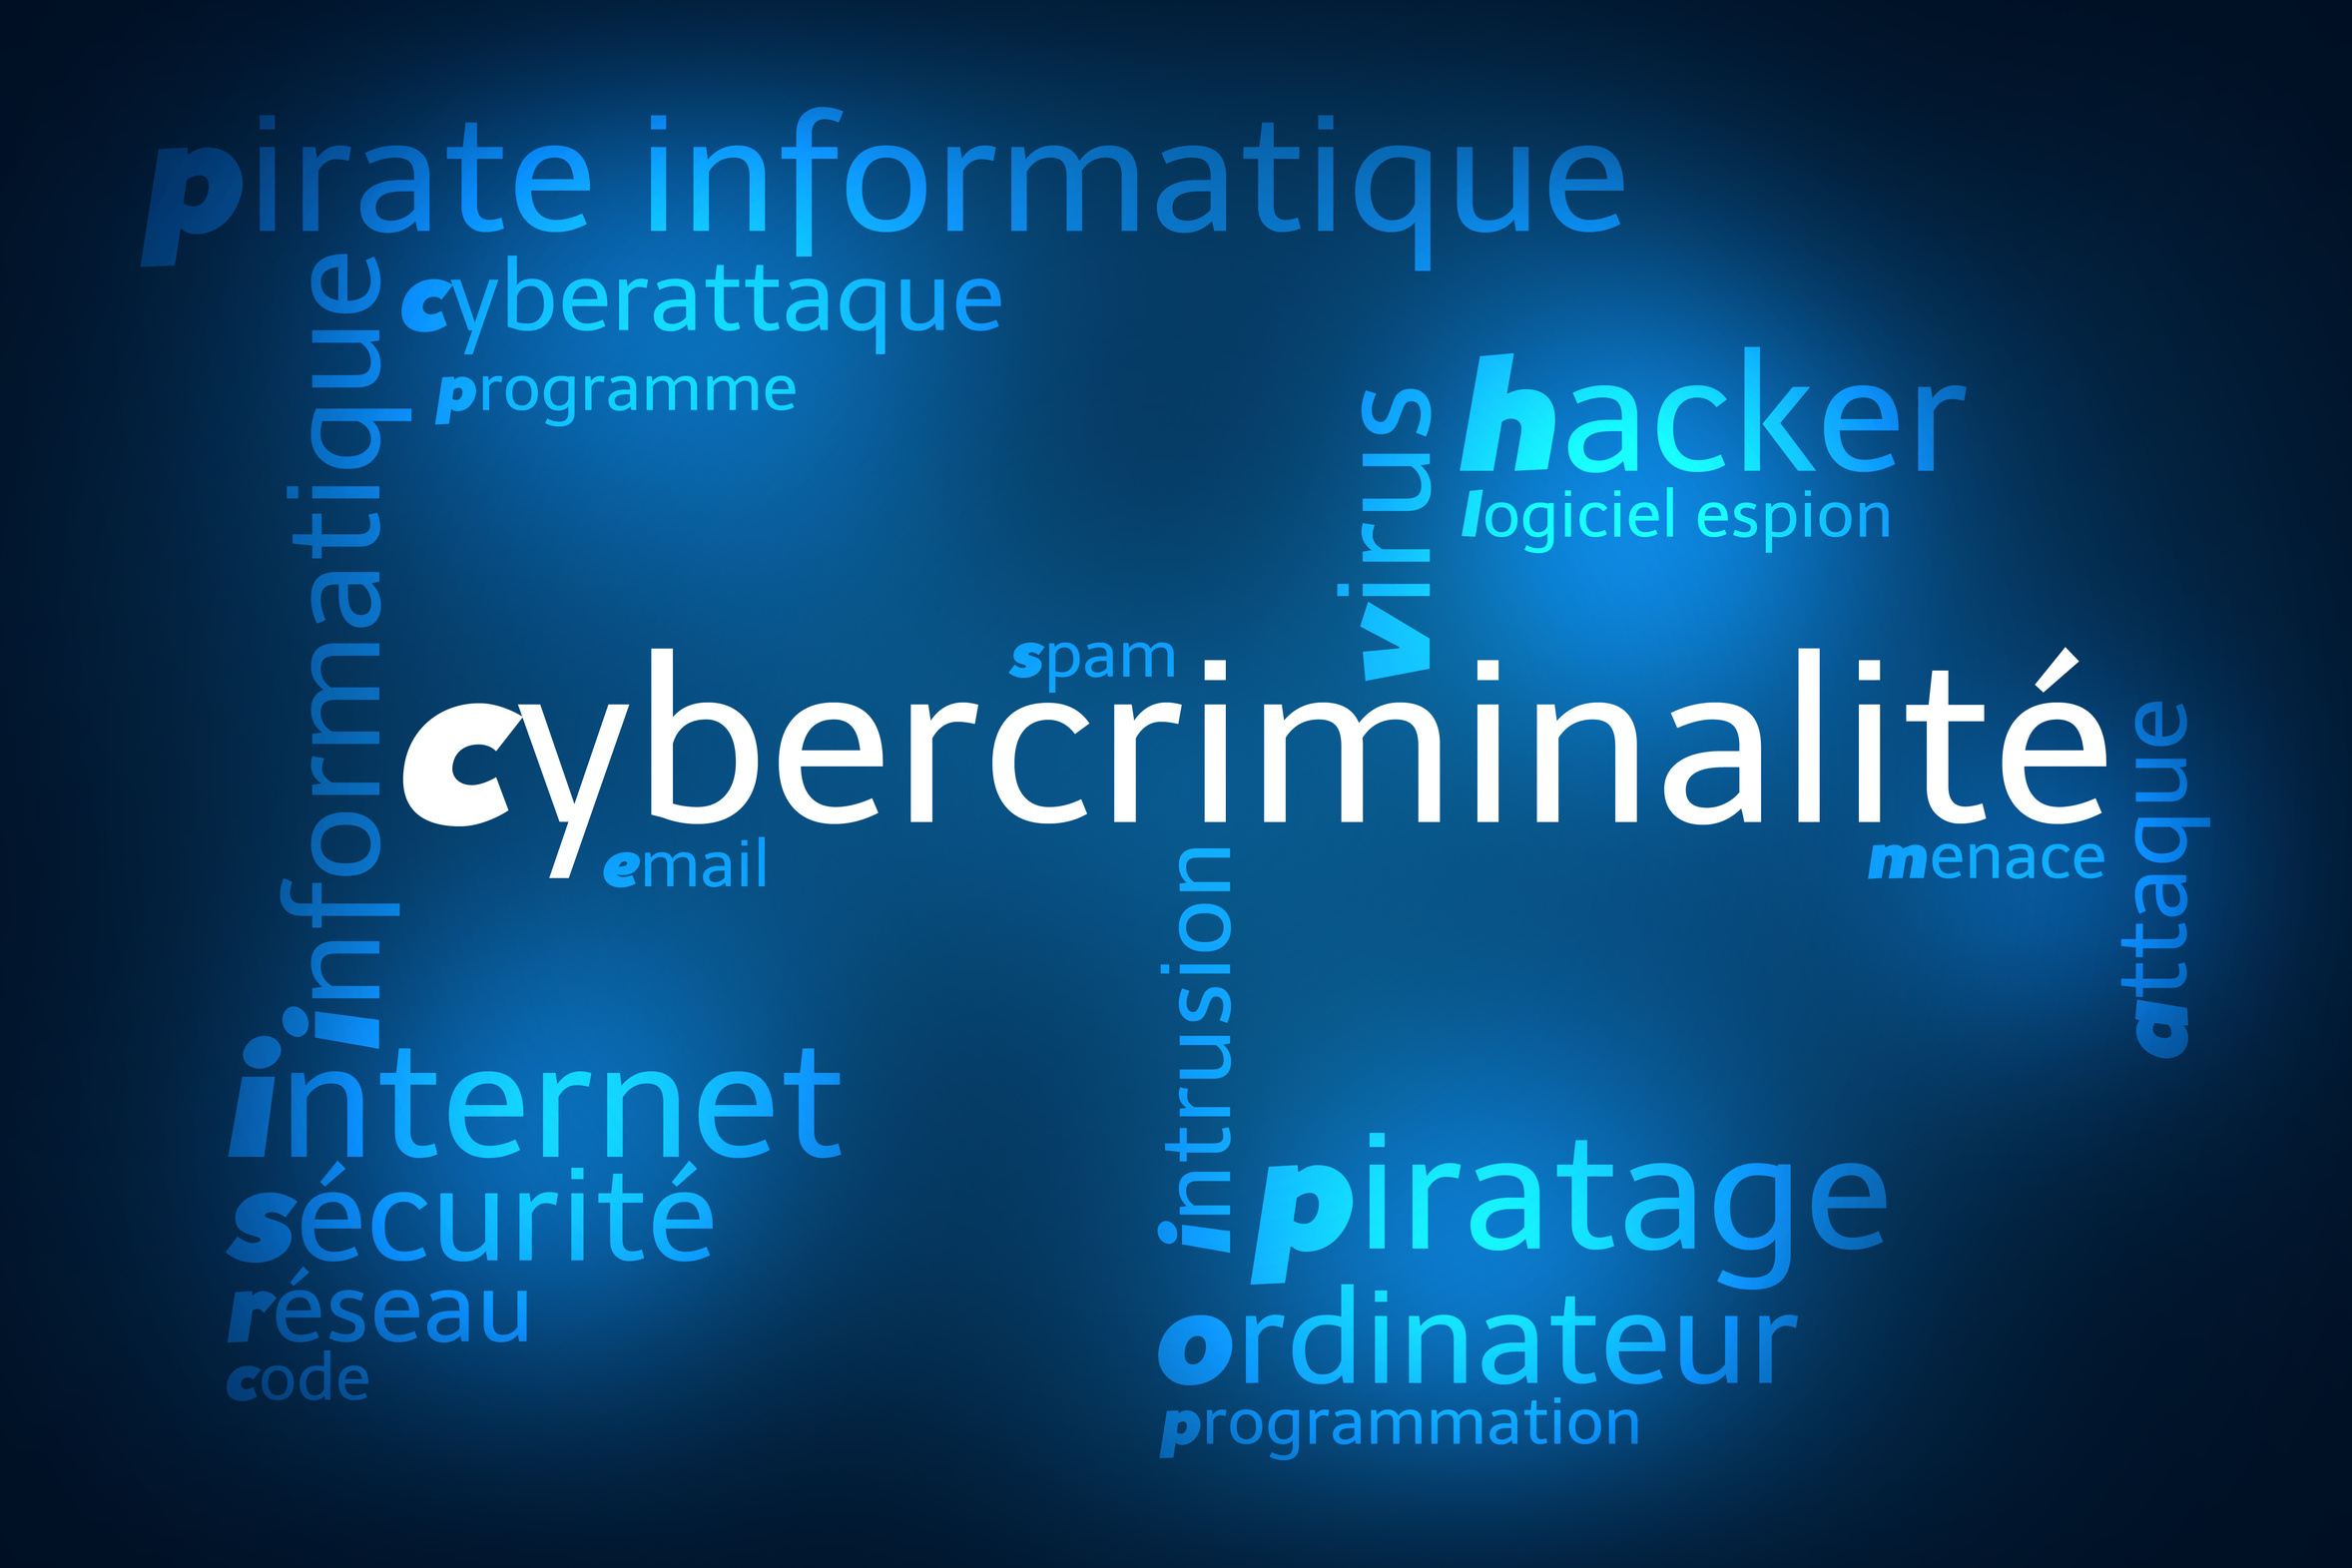 pirate informatique
cyberattaque
programme
informatique
virus
hacker
logiciel espion
spam
cybercriminalité
email
menace
attaque
intrusion
internet
sécurité
réseau
code
piratage
ordinateur
programmation